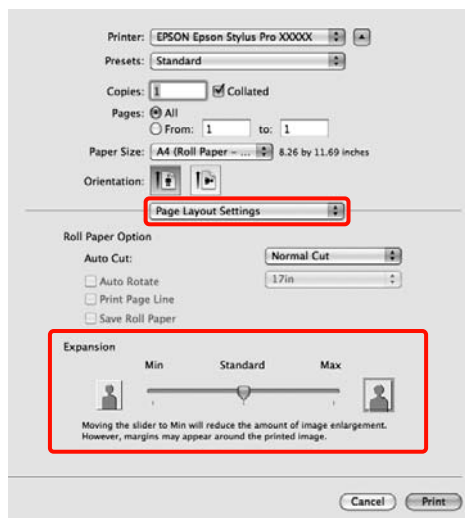 Printer: EPSON Epson Stylus Pro XXXXX
Presets: Standard
Copies: 1 Collated
Pages: All
From: 1 to: 1
Paper Size: A4 (Roll Paper – ... 8.26 by 11.69 inches
Orientation:
Page Layout Settings
Roll Paper Option
Auto Cut: Normal Cut
Auto Rotate 17in
Print Page Line
Save Roll Paper
Expansion
Min Standard Max
Moving the slider to Min will reduce the amount of image enlargement.
However, margins may appear around the printed image.
Cancel Print